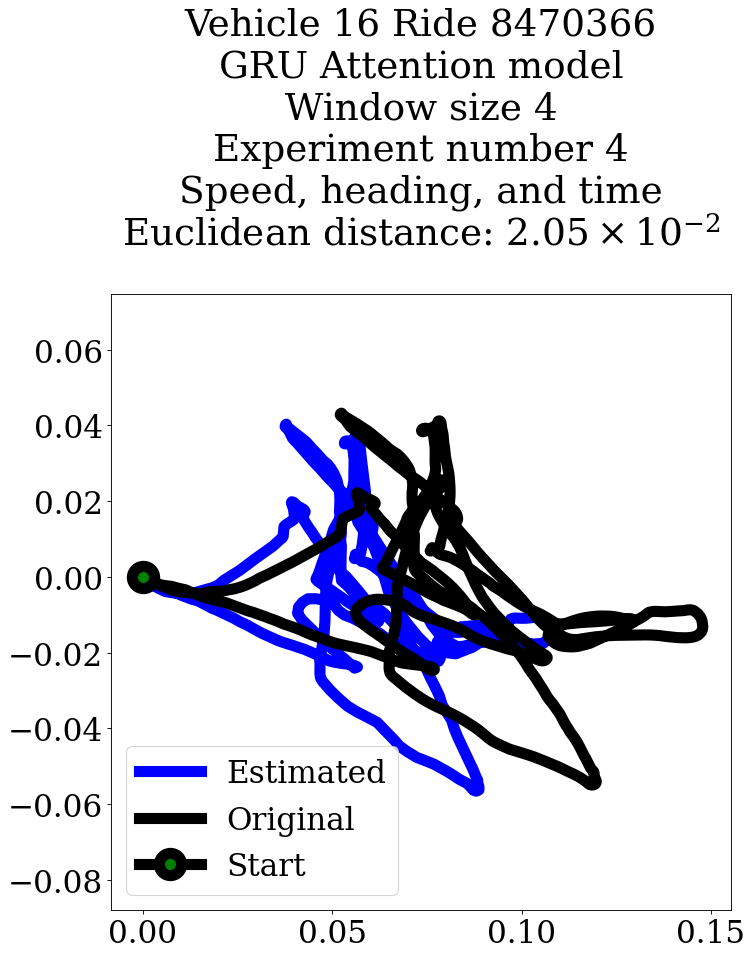 Vehicle 16 Ride 8470366
GRU Attention model
Window size 4
Experiment number 4
Speed, heading, and time
Euclidean distance: 2.05 × 10⁻²
0.06
0.04
0.02
0.00
−0.02
−0.04
−0.06
−0.08
Estimated
Original
Start
0.00 0.05 0.10 0.15